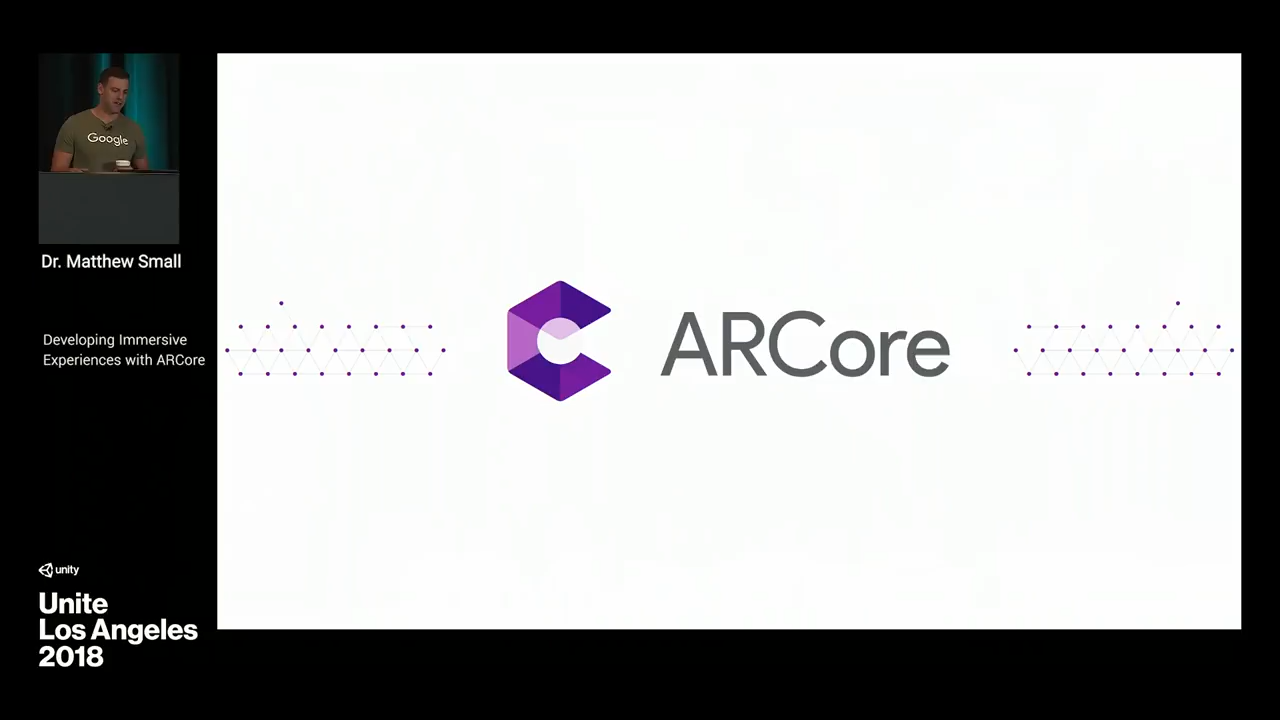 Google
Dr. Matthew Small
Developing Immersive
Experiences with ARCore
unity
Unite
Los Angeles
2018
ARCore